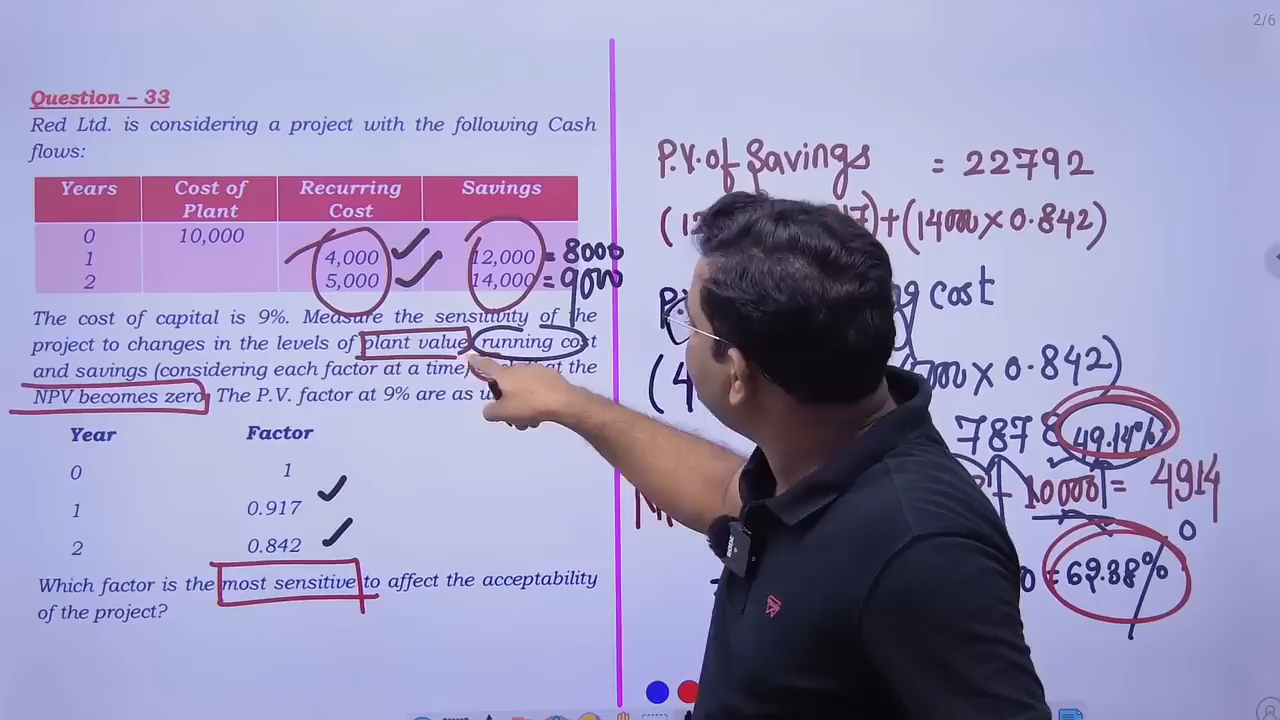 2/6
Question – 33
Red Ltd. is considering a project with the following Cash
flows:
Years Cost of Plant Recurring Cost Savings
0 10,000
1 4,000 12,000 = 8000
2 5,000 14,000 = 9000
The cost of capital is 9%. Measure the sensitivity of the
project to changes in the levels of plant value, running cost
and savings (considering each factor at a time) the
NPV becomes zero. The P.V. factor at 9% are as
Year Factor
0 1
1 0.917
2 0.842
Which factor is the most sensitive to affect the acceptability
of the project?
P.V. of Savings = 22792
)+(14000 x 0.842)
cost
x 0.842)
7878 49.14%
10000 = 4914
0
= 62.38%
RODE